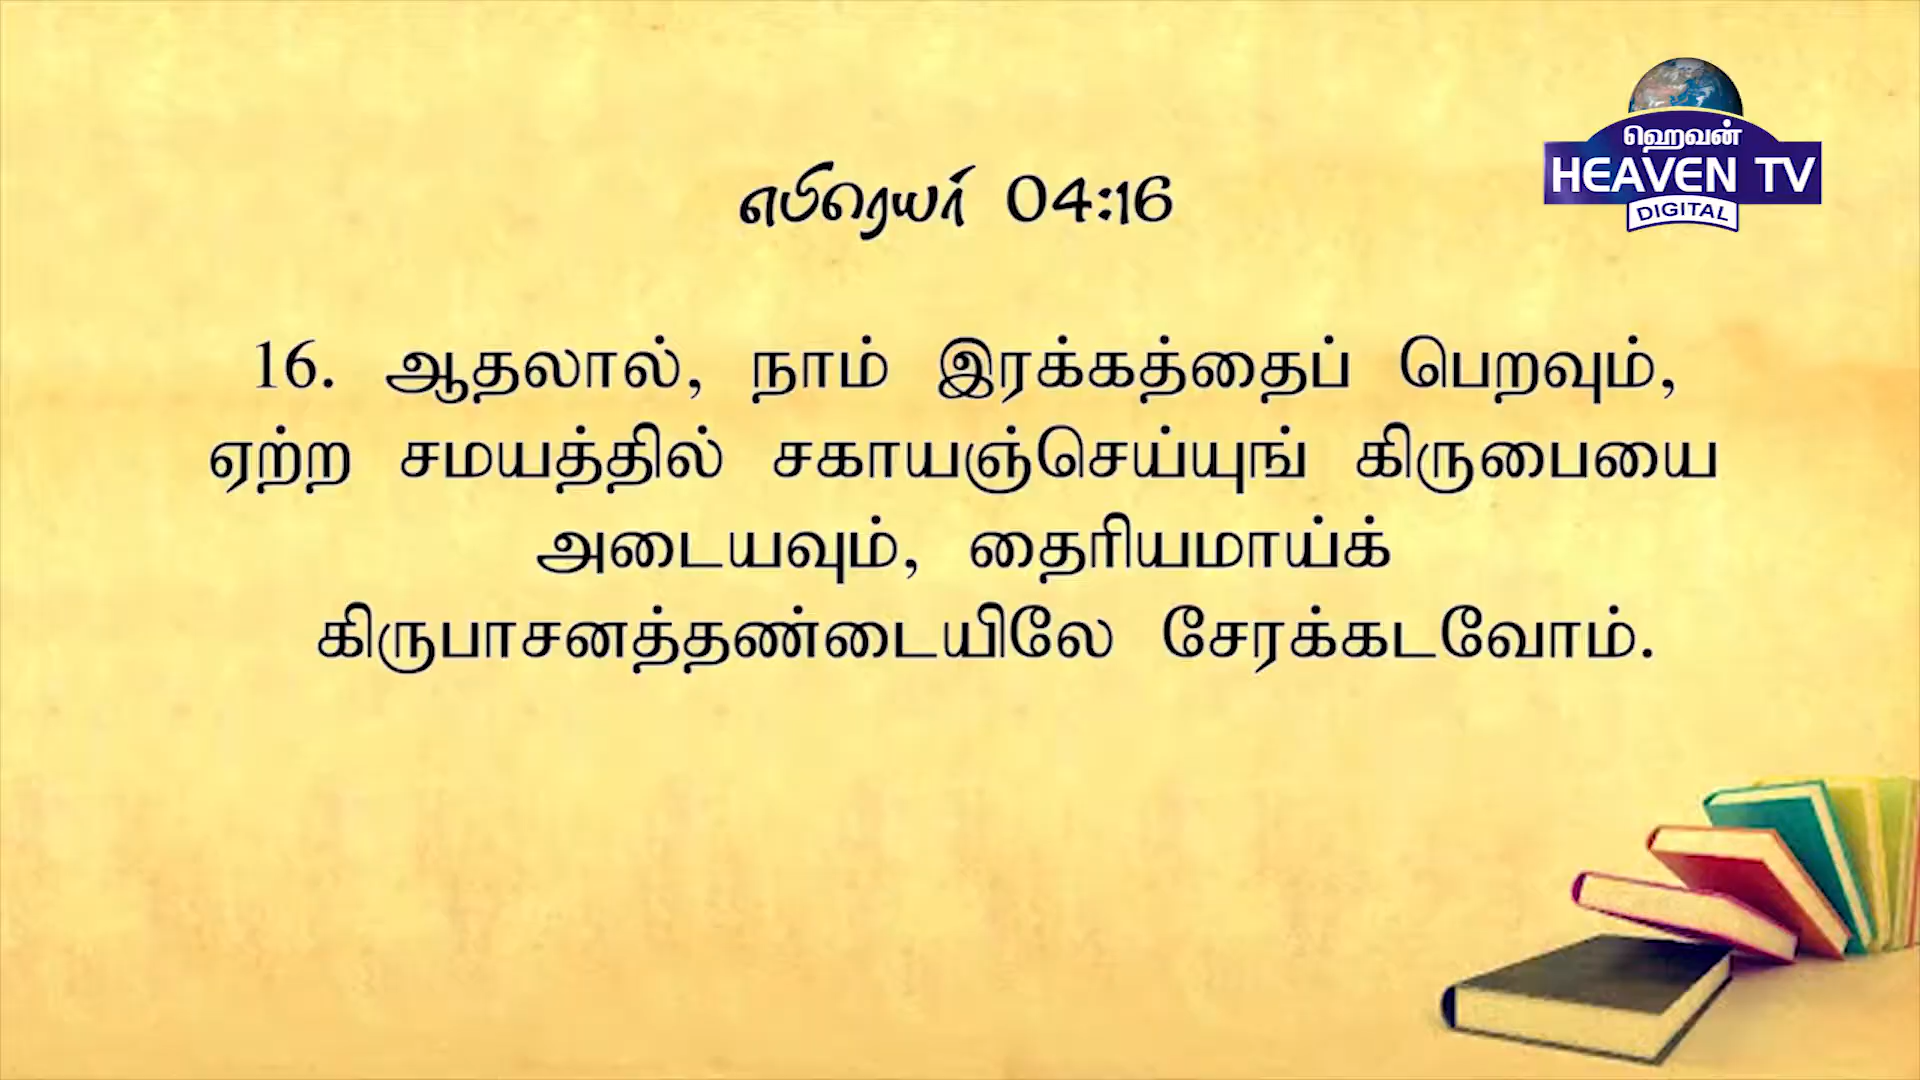 ஹெவன்
HEAVEN TV
DIGITAL
எபிரெயர் 04:16
16. ஆதலால், நாம் இரக்கத்தைப் பெறவும்,
ஏற்ற சமயத்தில் சகாயஞ்செய்யுங் கிருபையை
அடையவும், தைரியமாய்க்
கிருபாசனத்தண்டையிலே சேரக்கடவோம்.